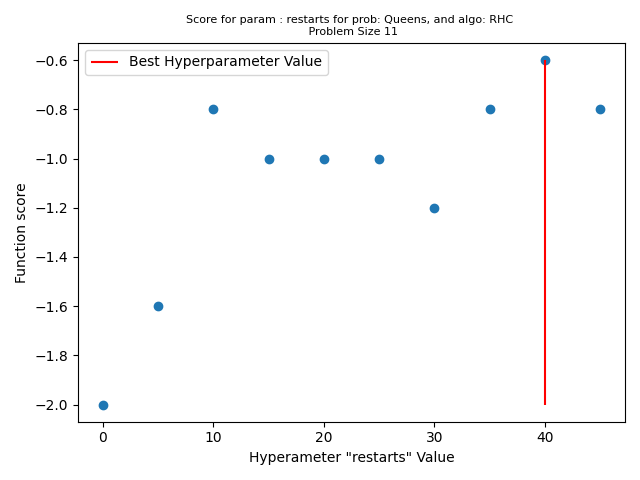 Score for param : restarts for prob: Queens, and algo: RHC
Problem Size 11
Best Hyperparameter Value
Function score
−0.6
−0.8
−1.0
−1.2
−1.4
−1.6
−1.8
−2.0
0 10 20 30 40
Hyperameter "restarts" Value